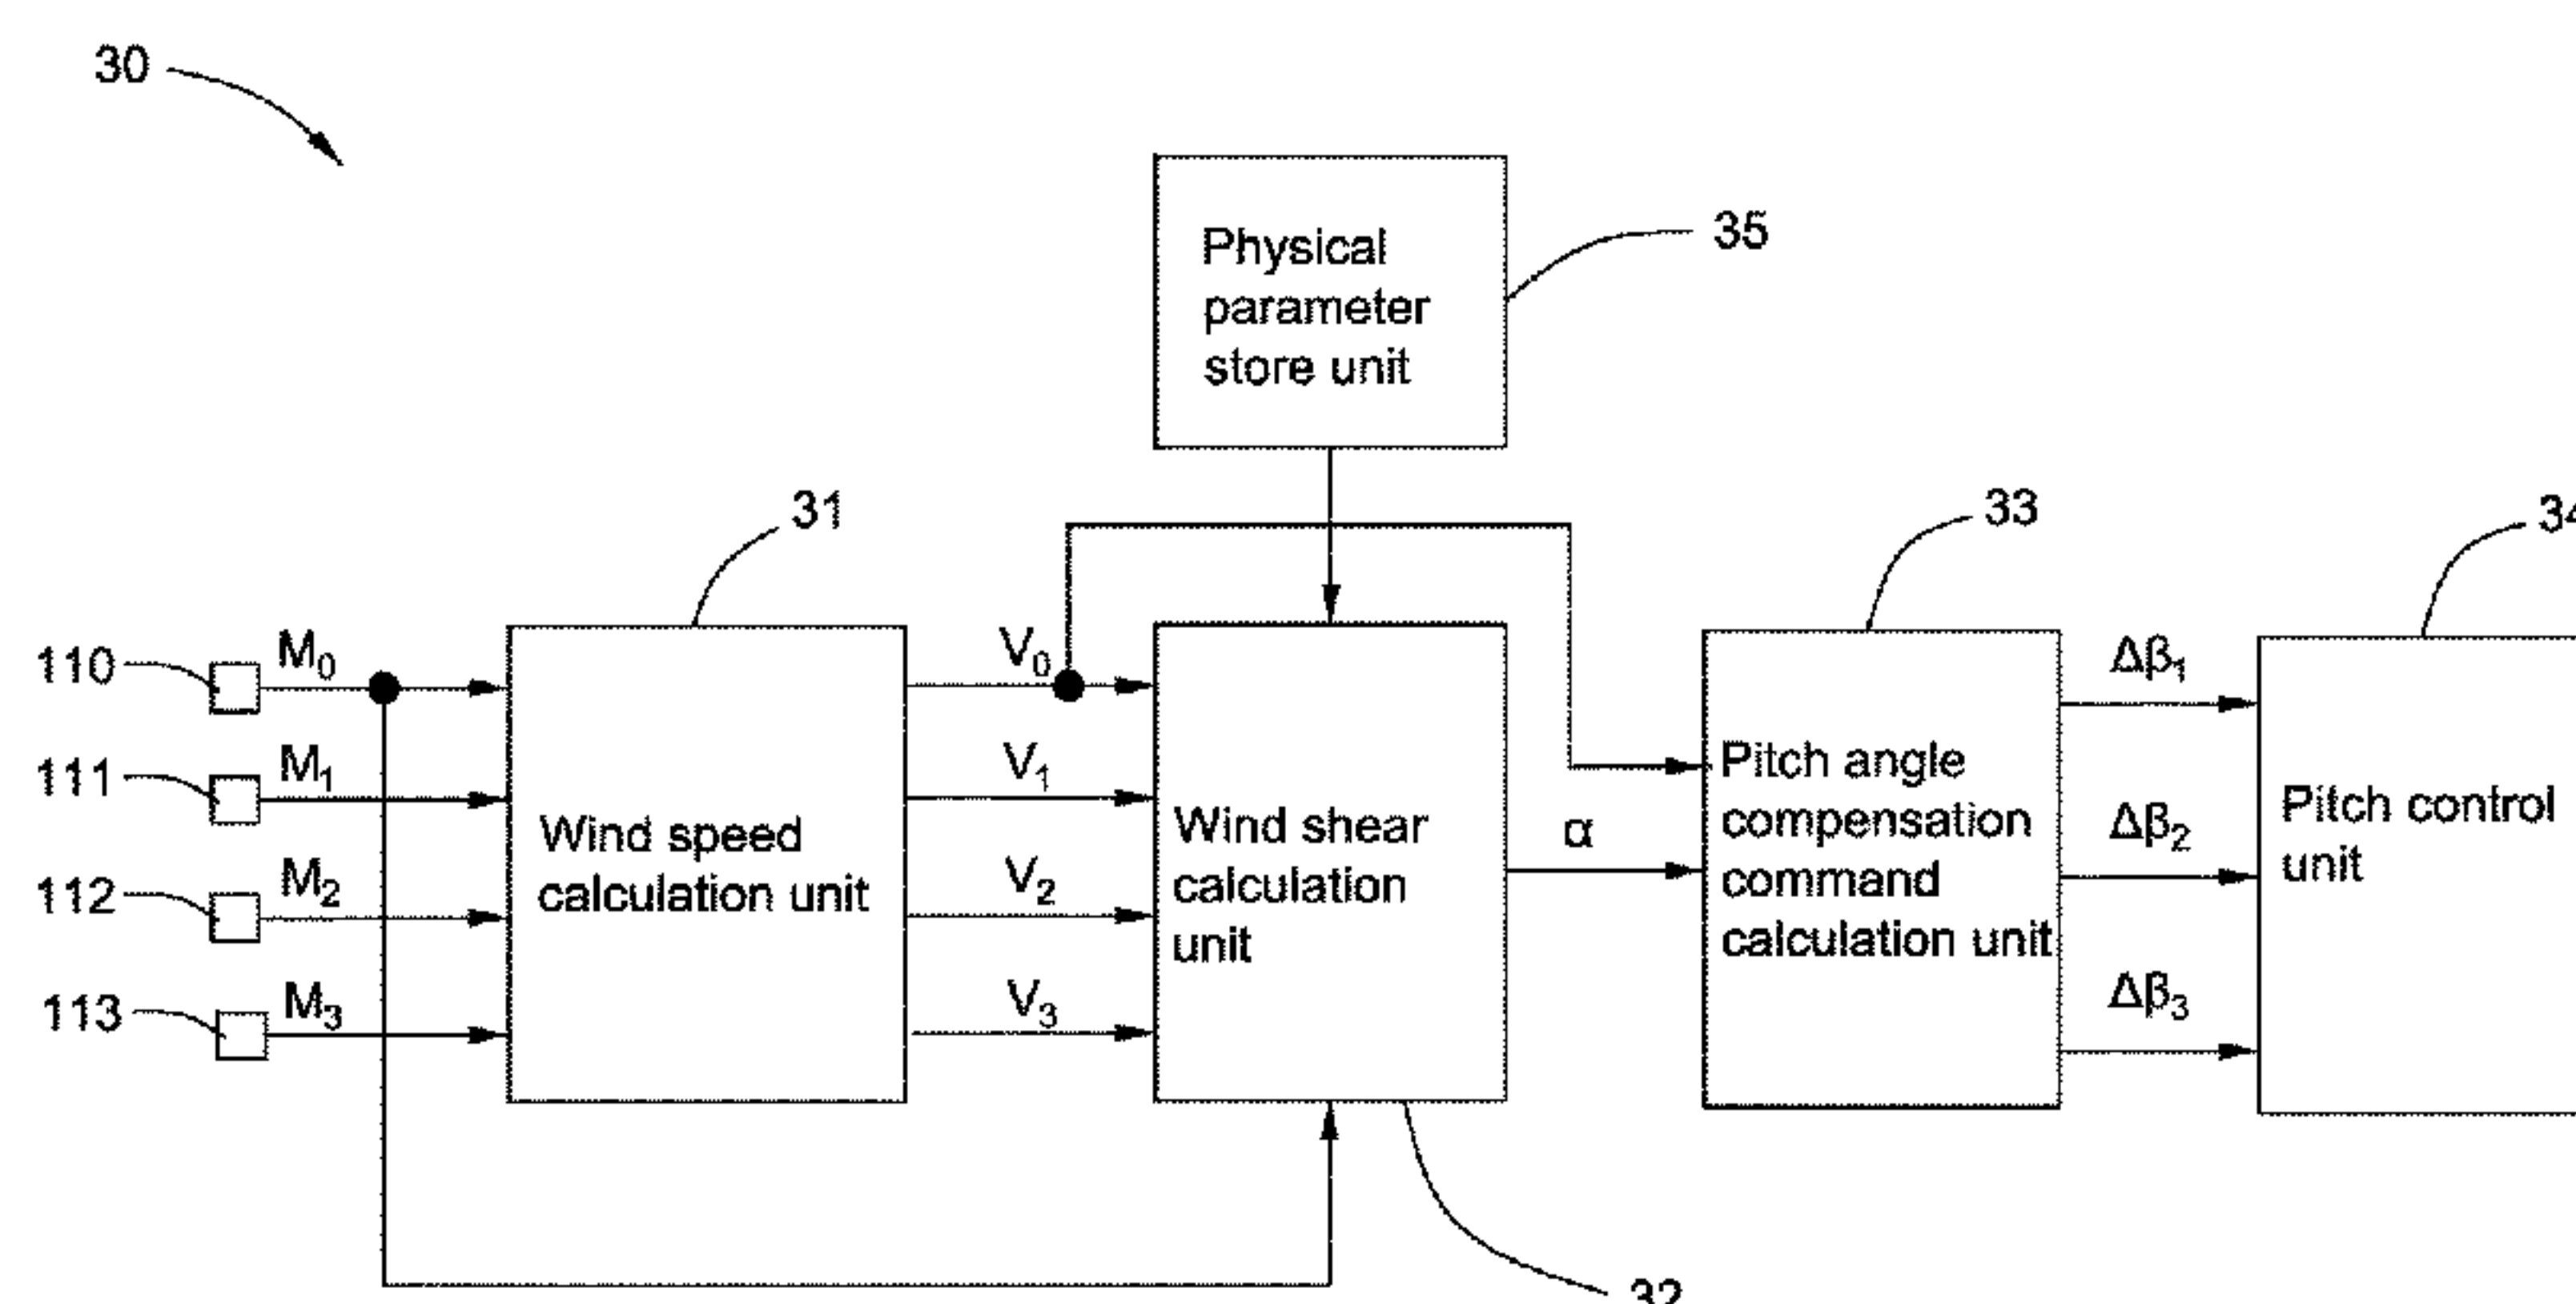 30
Physical
parameter
store unit
35
31
33
110
M₀
111
M₁
112
M₂
113
M₃
Wind speed
calculation unit
V₀
V₁
V₂
V₃
Wind shear
calculation
unit
α
Pitch angle
compensation
command
calculation unit
Δβ₁
Δβ₂
Δβ₃
Pitch control
unit